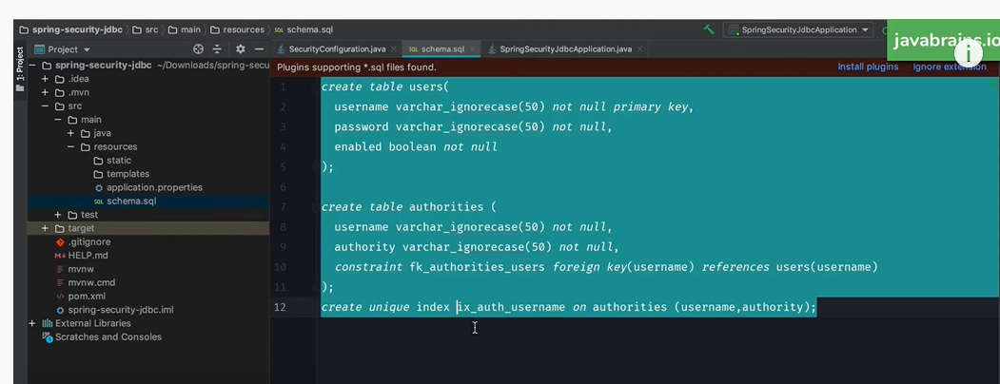 spring-security-jdbc src main resources schema.sql
SpringSecurityJdbcApplication
javabrains.io
Project
SecurityConfiguration.java
schema.sql
SpringSecurityJdbcApplication.java
1: Project
spring-security-jdbc ~/Downloads/spring-secu
Plugins supporting *.sql files found.
Install plugins
Ignore extension
.idea
.mvn
src
main
java
resources
static
templates
application.properties
schema.sql
test
target
.gitignore
HELP.md
mvnw
mvnw.cmd
pom.xml
spring-security-jdbc.iml
External Libraries
Scratches and Consoles
1 create table users(
2 username varchar_ignorecase(50) not null primary key,
3 password varchar_ignorecase(50) not null,
4 enabled boolean not null
5 );
6
7 create table authorities (
8 username varchar_ignorecase(50) not null,
9 authority varchar_ignorecase(50) not null,
10 constraint fk_authorities_users foreign key(username) references users(username)
11 );
12 create unique index ix_auth_username on authorities (username,authority);